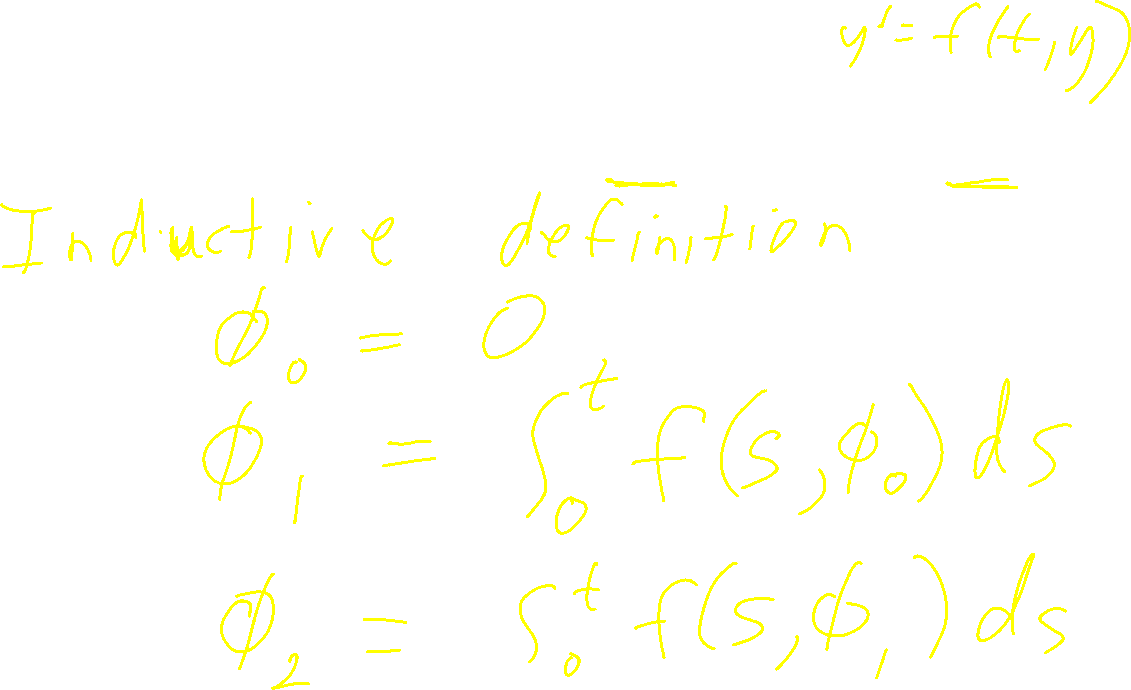 y' = f(t, y)
Inductive definition
ϕ₀ = 0
ϕ₁ = ∫₀ᵗ f(s, ϕ₀) ds
ϕ₂ = ∫₀ᵗ f(s, ϕ₁) ds